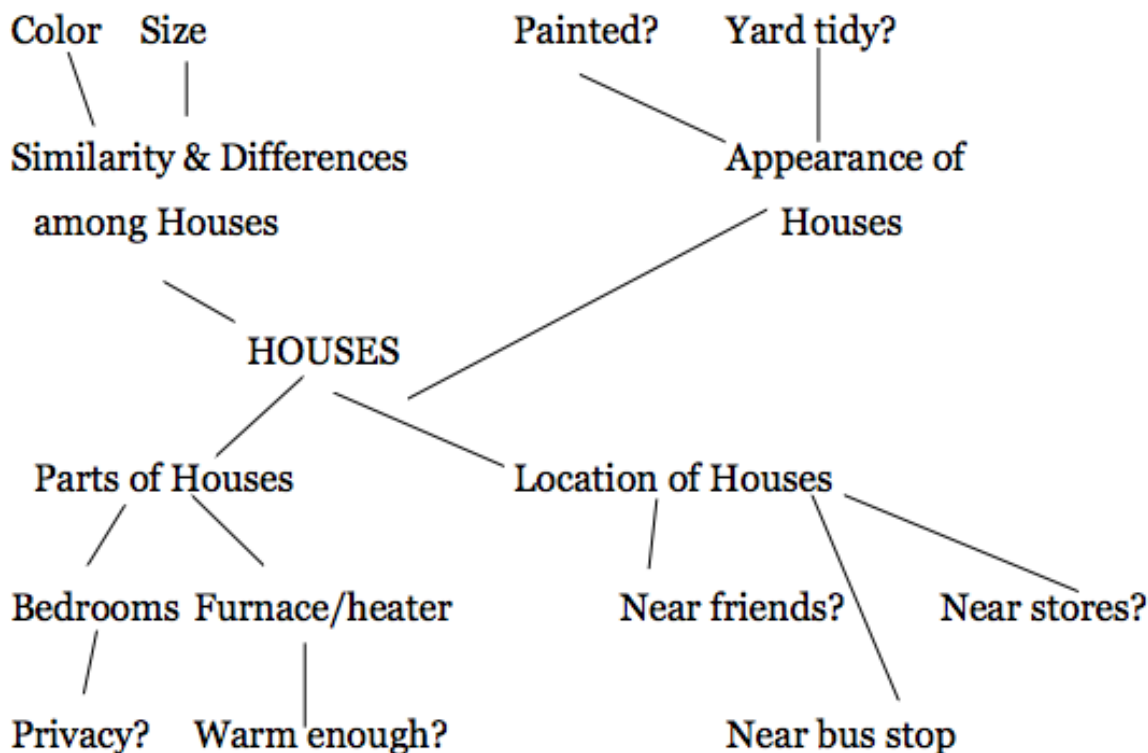 Color Size Painted? Yard tidy?
Similarity & Differences Appearance of
among Houses Houses
HOUSES
Parts of Houses Location of Houses
Bedrooms Furnace/heater Near friends? Near stores?
Privacy? Warm enough? Near bus stop